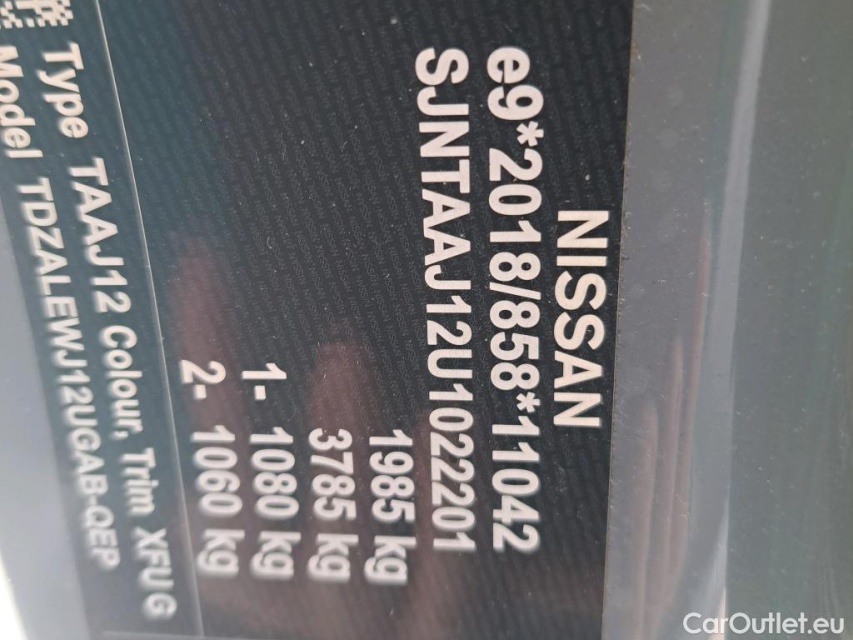 NISSAN
e9*2018/858*11042
SJNTAAJ12U1022201
1985 kg
3785 kg
1- 1080 kg
2- 1060 kg
Type TAAJ12 Colour, Trim XFU G
Model TDZALEWJ12UGAB-QEP
CarOutlet.eu